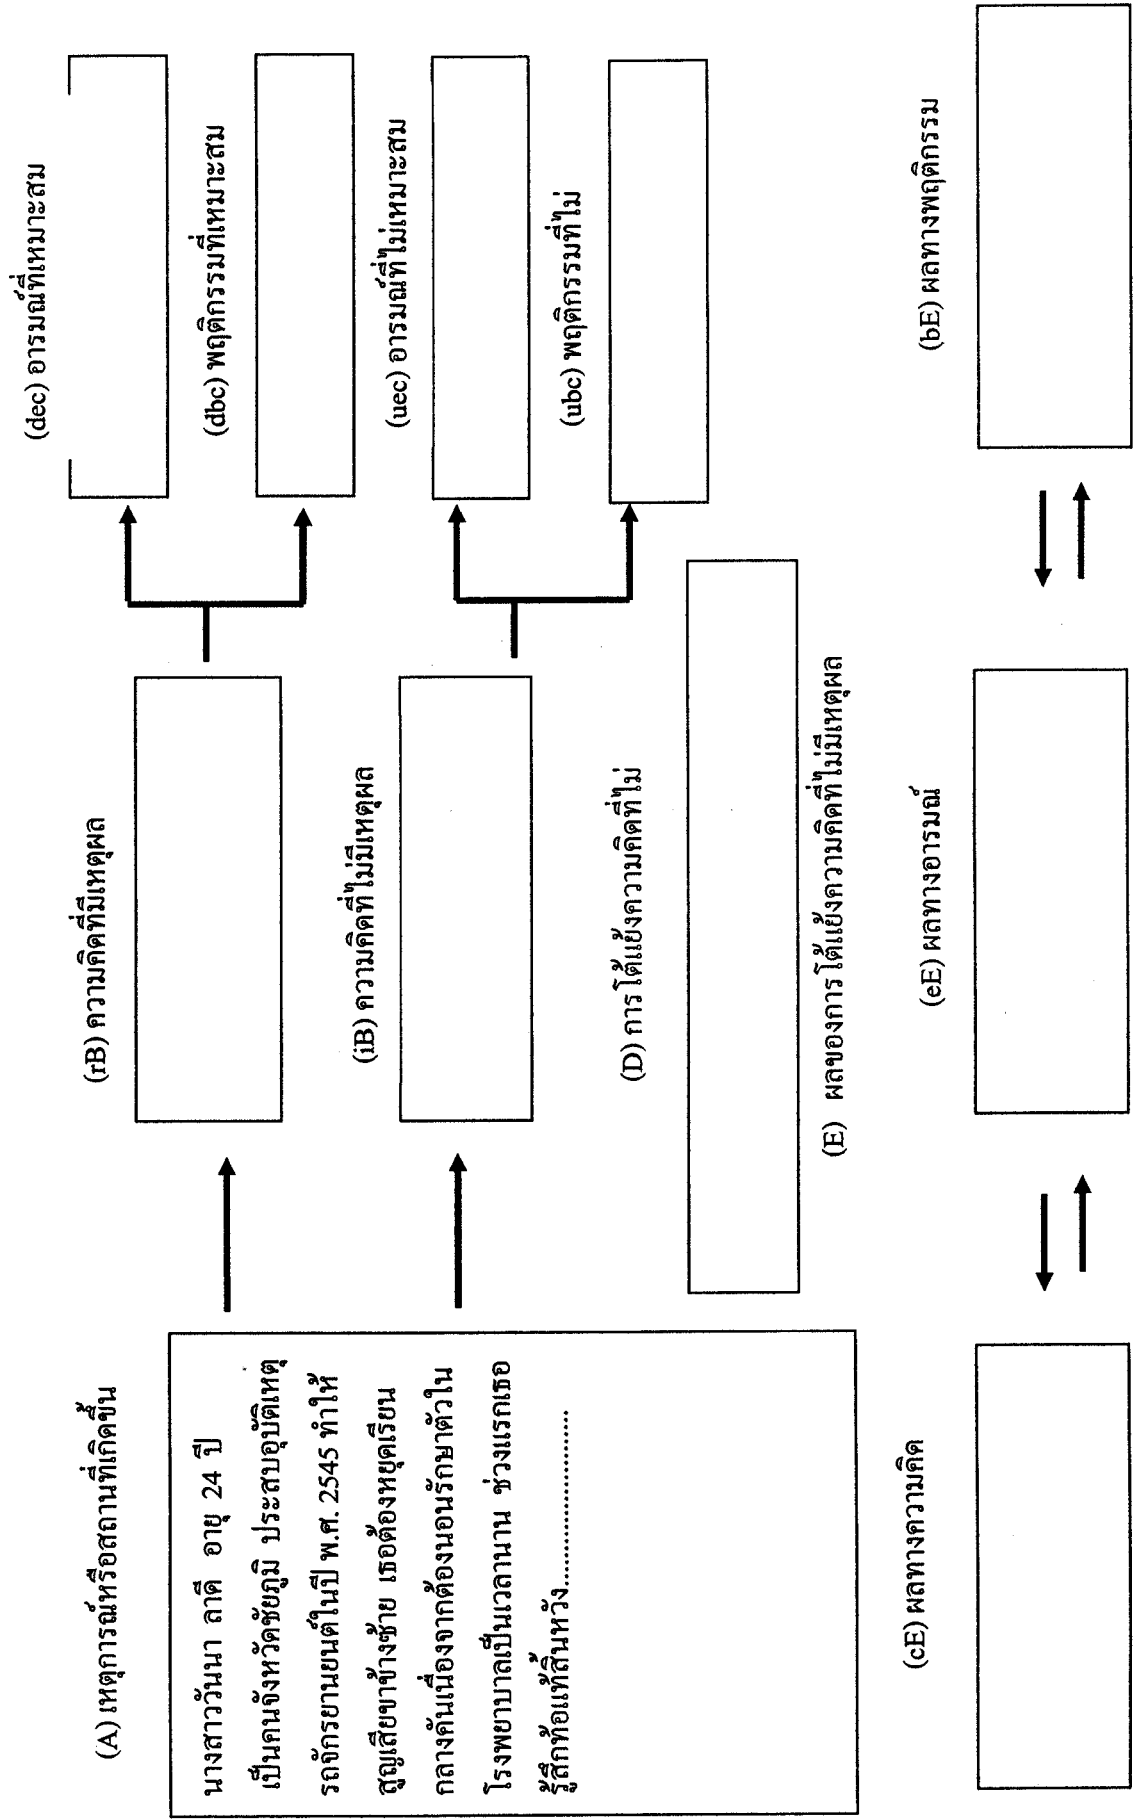 (A) เหตุการณ์หรือสถานที่เกิดขึ้น
นางสาววันนา ลาดี อายุ 24 ปี
เป็นคนจังหวัดชัยภูมิ ประสบอุบัติเหตุ
รถจักรยานยนต์ในปี พ.ศ. 2545 ทำให้
สูญเสียขาข้างซ้าย เธอต้องหยุดเรียน
กลางคันเนื่องจากต้องนอนรักษาตัวใน
โรงพยาบาลเป็นเวลานาน ช่วงแรกเธอ
รู้สึกท้อแท้สิ้นหวัง....................................
(rB) ความคิดที่มีเหตุผล
(iB) ความคิดที่ไม่มีเหตุผล
(dec) อารมณ์ที่เหมาะสม
(dbc) พฤติกรรมที่เหมาะสม
(uec) อารมณ์ที่ไม่เหมาะสม
(ubc) พฤติกรรมที่ไม่
(D) การโต้แย้งความคิดที่ไม่
(E) ผลของการโต้แย้งความคิดที่ไม่มีเหตุผล
(cE) ผลทางความคิด
(eE) ผลทางอารมณ์
(bE) ผลทางพฤติกรรม